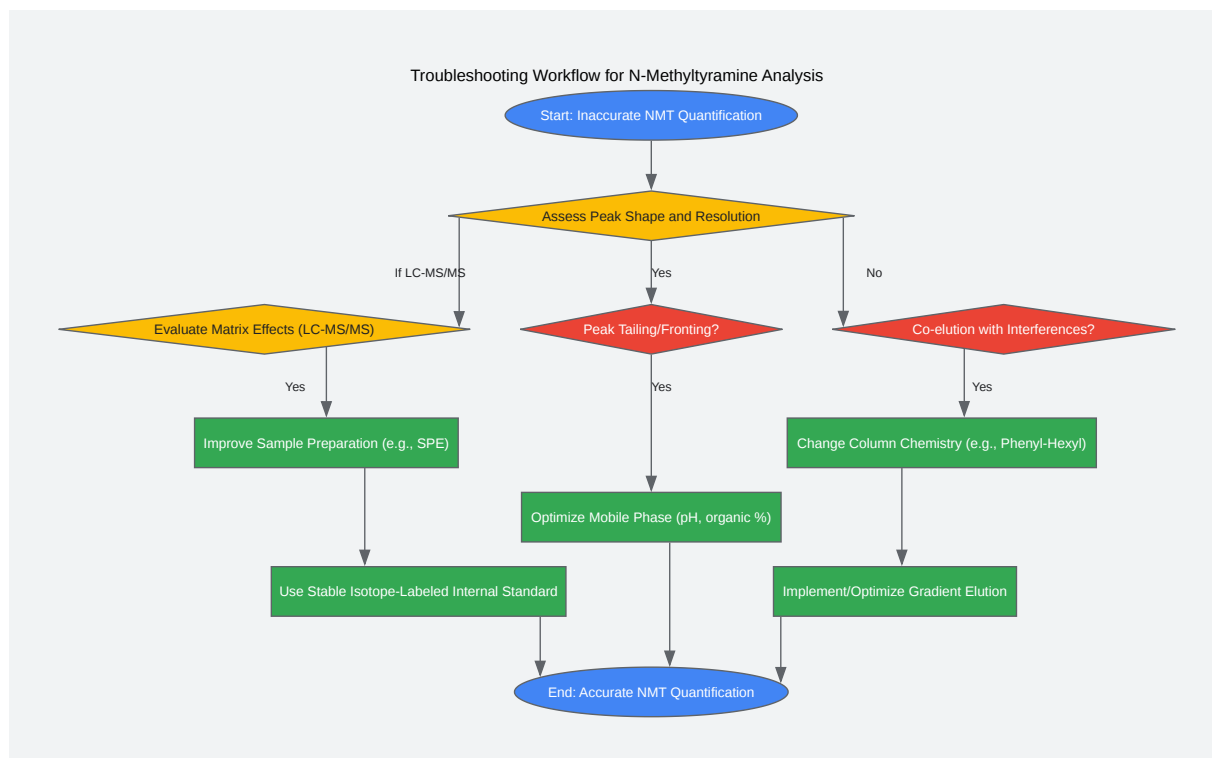 Troubleshooting Workflow for N-Methyltyramine Analysis
Start: Inaccurate NMT Quantification
Assess Peak Shape and Resolution
If LC-MS/MS
Yes
No
Evaluate Matrix Effects (LC-MS/MS)
Peak Tailing/Fronting?
Co-elution with Interferences?
Yes
Yes
Yes
Improve Sample Preparation (e.g., SPE)
Change Column Chemistry (e.g., Phenyl-Hexyl)
Optimize Mobile Phase (pH, organic %)
Use Stable Isotope-Labeled Internal Standard
Implement/Optimize Gradient Elution
End: Accurate NMT Quantification